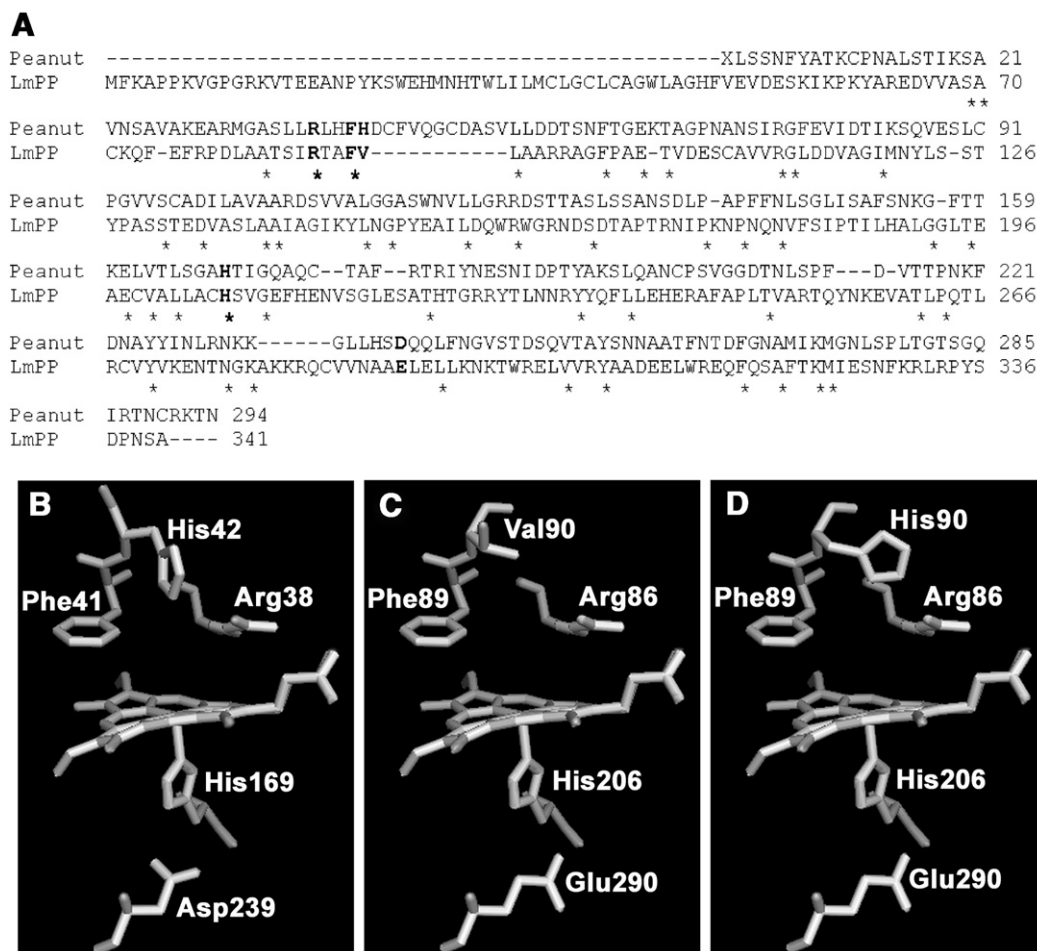 A
Peanut -------------------------------------------------XLSSNFYATKCPNALSTIKSA 21
LmPP MFKAPPKVGPGRKVTEEANPYKSWEHMNHTWLILMCLGCLCAGWLAGHFVEVDESKIKPKYAREDVVASA 70
**
Peanut VNSAVAKEARMGASLLRLHFHDCFVQGCDASVLLDDTSNFTGEKTAGPNANSIRGFEVIDTIKSQVESLC 91
LmPP CKQF-EFRPDLAATSIRTAFV-----------LAARRAGFPAE-TVDESCAVVRGLDDVAGIMNYLS-ST 126
* * * * * * * ** *
Peanut PGVVSCADILAVAARDSVVALGGASWNVLLGRRDSTTASLSSANSDLP-APFFNLSGLISAFSNKG-FTT 159
LmPP YPASSTEDVASLAAIAGIKYLNGPYEAILDQWRWGRNDSDTAPTRNIPKNPNQNVFSIPTILHALGGLTE 196
* * ** * * * * * * * * * *
Peanut KELVTLSGAHTIGQAQC--TAF--RTRIYNESNIDPTYAKSLQANCPSVGGDTNLSPF---D-VTTPNKF 221
LmPP AECVALLACHSVGEFHENVSGLESATHTGRRYTLNNRYYQFLLEHERAFAPLTVARTQYNKEVATLPQTL 266
* * * * * * * * * * *
Peanut DNAYYINLRNKK------GLLHSDQQLFNGVSTDSQVTAYSNNAATFNTDFGNAMIKMGNLSPLTGTSGQ 285
LmPP RCVYVKENTNGKAKKRQCVVNAAELELLKNKTWRELVVRYAADEELWREQFQSAFTKMIESNFKRLRPYS 336
* * * * * * * * **
Peanut IRTNCRKTN 294
LmPP DPNSA---- 341
B
C
D
His42
Val90
His90
Phe41
Arg38
Phe89
Arg86
Phe89
Arg86
His169
His206
His206
Asp239
Glu290
Glu290